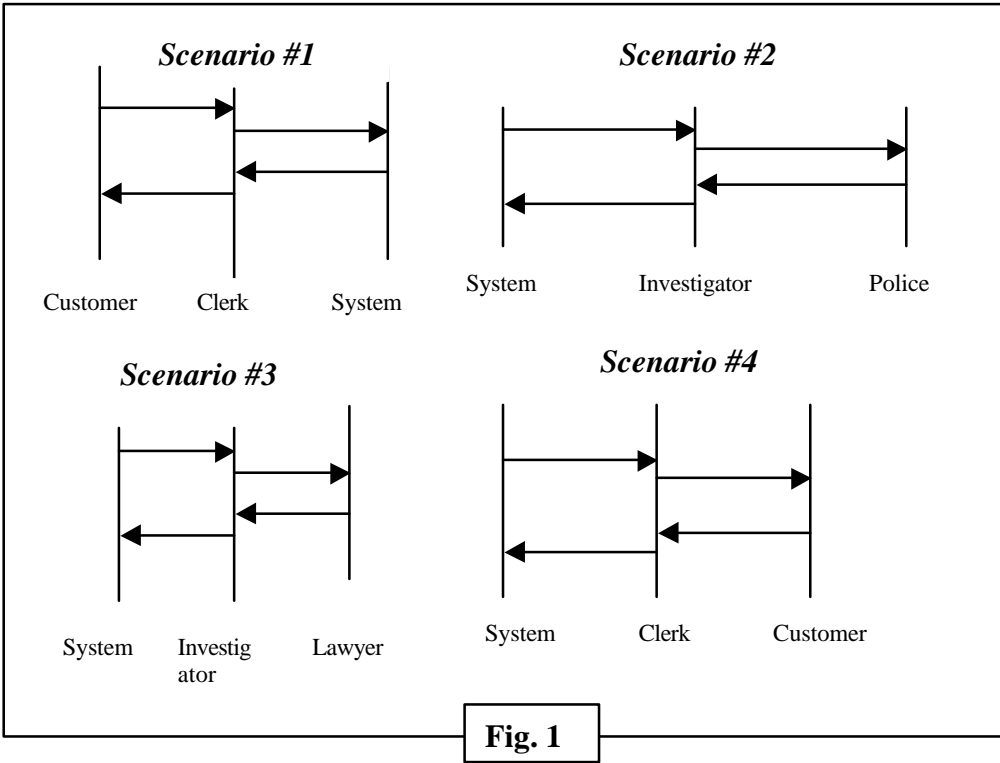 Scenario #1
Scenario #2
Customer
Clerk
System
System
Investigator
Police
Scenario #3
Scenario #4
System
Investig
ator
Lawyer
System
Clerk
Customer
Fig. 1